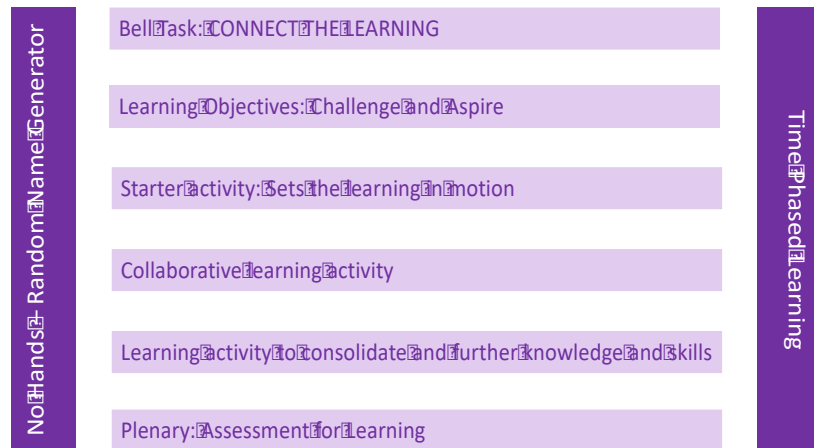 No Hands – Random Name Generator
Bell Task: CONNECT THE LEARNING
Learning Objectives: Challenge and Aspire
Starter activity: Sets the learning in motion
Collaborative learning activity
Learning activity to consolidate and further knowledge and skills
Plenary: Assessment for Learning
Time Phased Learning